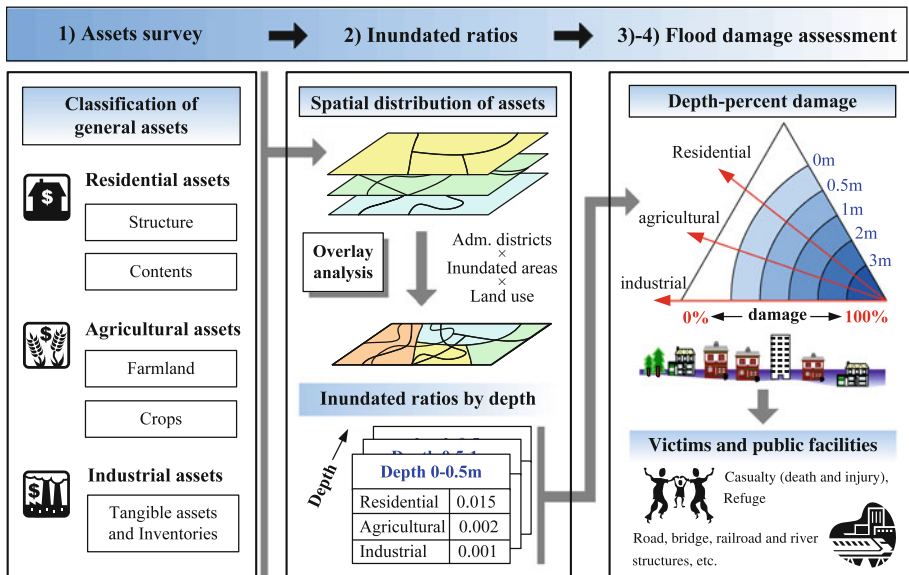 1) Assets survey
2) Inundated ratios
3)-4) Flood damage assessment
Classification of
general assets
Residential assets
Structure
Contents
Agricultural assets
Farmland
Crops
Industrial assets
Tangible assets
and Inventories
Spatial distribution of assets
Overlay
analysis
Adm. districts
×
Inundated areas
×
Land use
Inundated ratios by depth
Depth
Depth 0-0.5m
Residential 0.015
Agricultural 0.002
Industrial 0.001
Depth-percent damage
Residential
agricultural
industrial
0m
0.5m
1m
2m
3m
0% damage 100%
Victims and public facilities
Casualty (death and injury),
Refuge
Road, bridge, railroad and river
structures, etc.